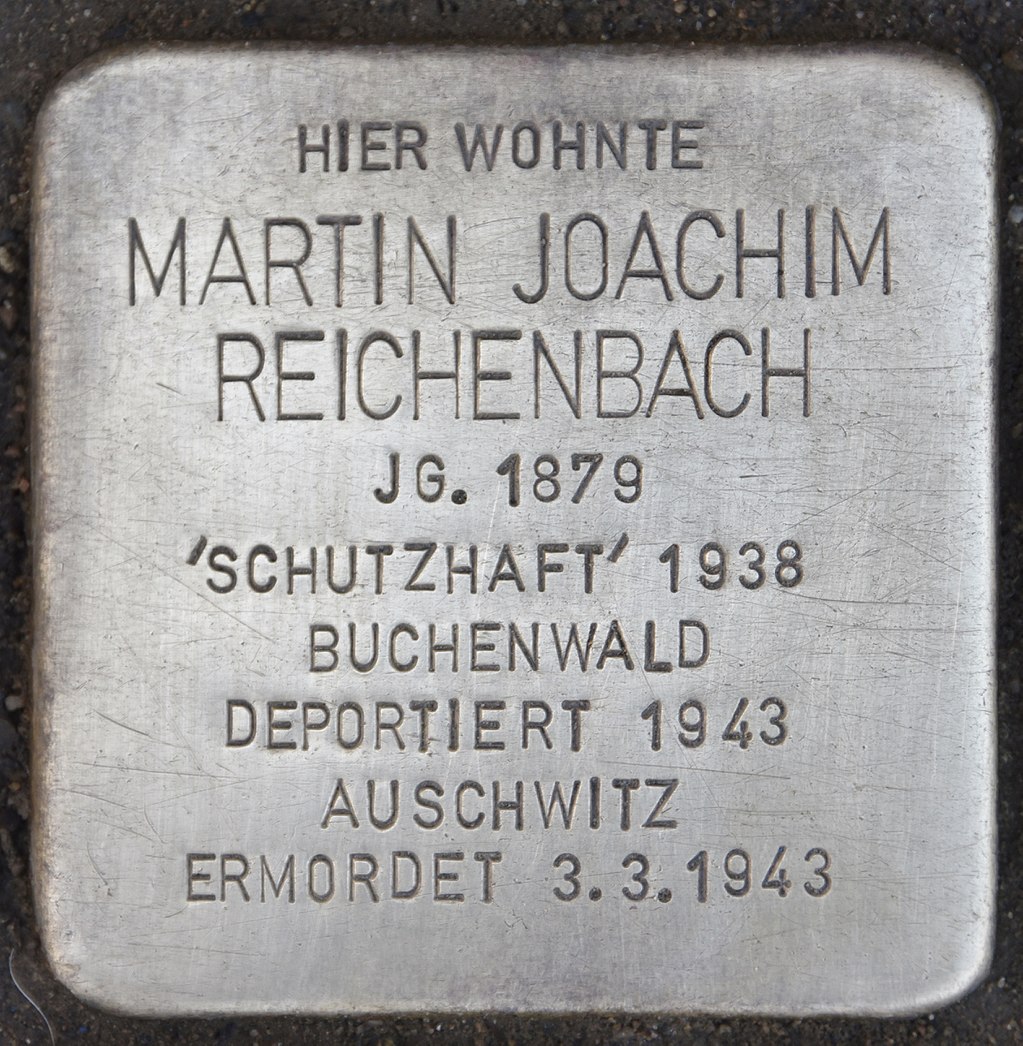 HIER WOHNTE
MARTIN JOACHIM
REICHENBACH
JG. 1879
'SCHUTZHAFT' 1938
BUCHENWALD
DEPORTIERT 1943
AUSCHWITZ
ERMORDET 3.3.1943